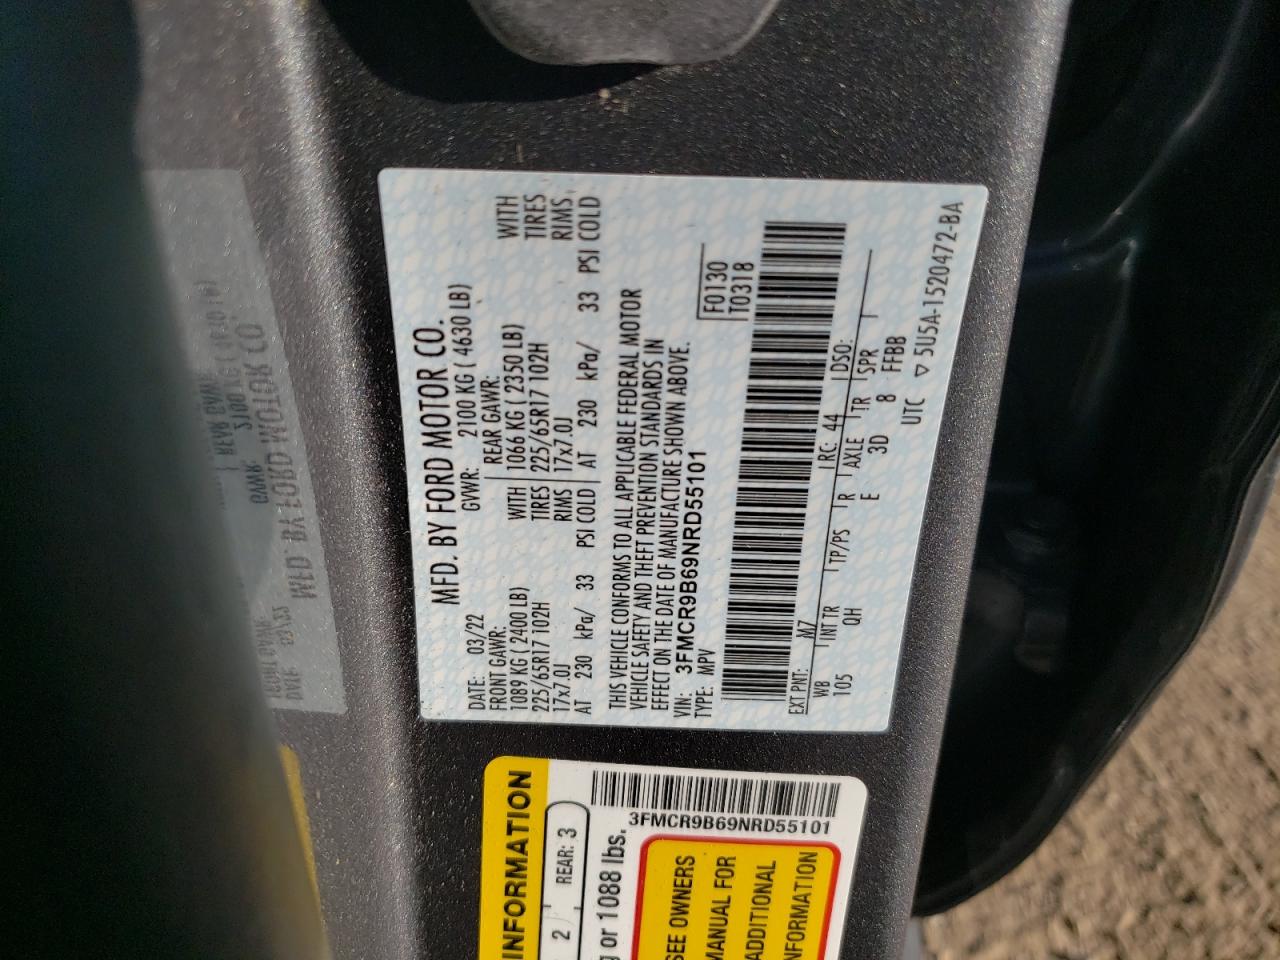 MFD. BY FORD MOTOR CO.
DATE: 03/22 GVWR: 2100 KG ( 4630 LB)
FRONT GAWR: REAR GAWR:
1089 KG ( 2400 LB) WITH 1066 KG ( 2350 LB) WITH
225/65R17 102H TIRES 225/65R17 102H TIRES
17x7.0J RIMS 17x7.0J RIMS,
AT 230 kPa/ 33 PSI COLD AT 230 kPa/ 33 PSI COLD
THIS VEHICLE CONFORMS TO ALL APPLICABLE FEDERAL MOTOR
VEHICLE SAFETY AND THEFT PREVENTION STANDARDS IN
EFFECT ON THE DATE OF MANUFACTURE SHOWN ABOVE.
VIN: 3FMCR9B69NRD55101 F0130
TYPE: MPV T0318
EXT PNT: M7 RC: 44 DSO:
WB INT TR TP/PS R AXLE TR SPR
105 QH E 3D 8 FFBB
UTC ▽ 5U5A-1520472-BA
INFORMATION
2 REAR: 3
or 1088 lbs.
3FMCR9B69NRD55101
SEE OWNERS
MANUAL FOR
ADDITIONAL
INFORMATION